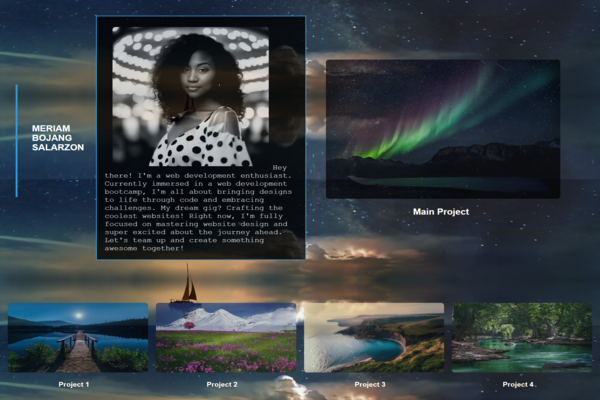 MERIAM
BOJANG
SALARZON
Hey
there! I'm a web development enthusiast.
Currently immersed in a web development
bootcamp, I'm all about bringing designs
to life through code and embracing
challenges. My dream gig? Crafting the
coolest websites! Right now, I'm fully
focused on mastering website design and
super excited about the journey ahead.
Let's team up and create something
awesome together!
Main Project
Project 1
Project 2
Project 3
Project 4.